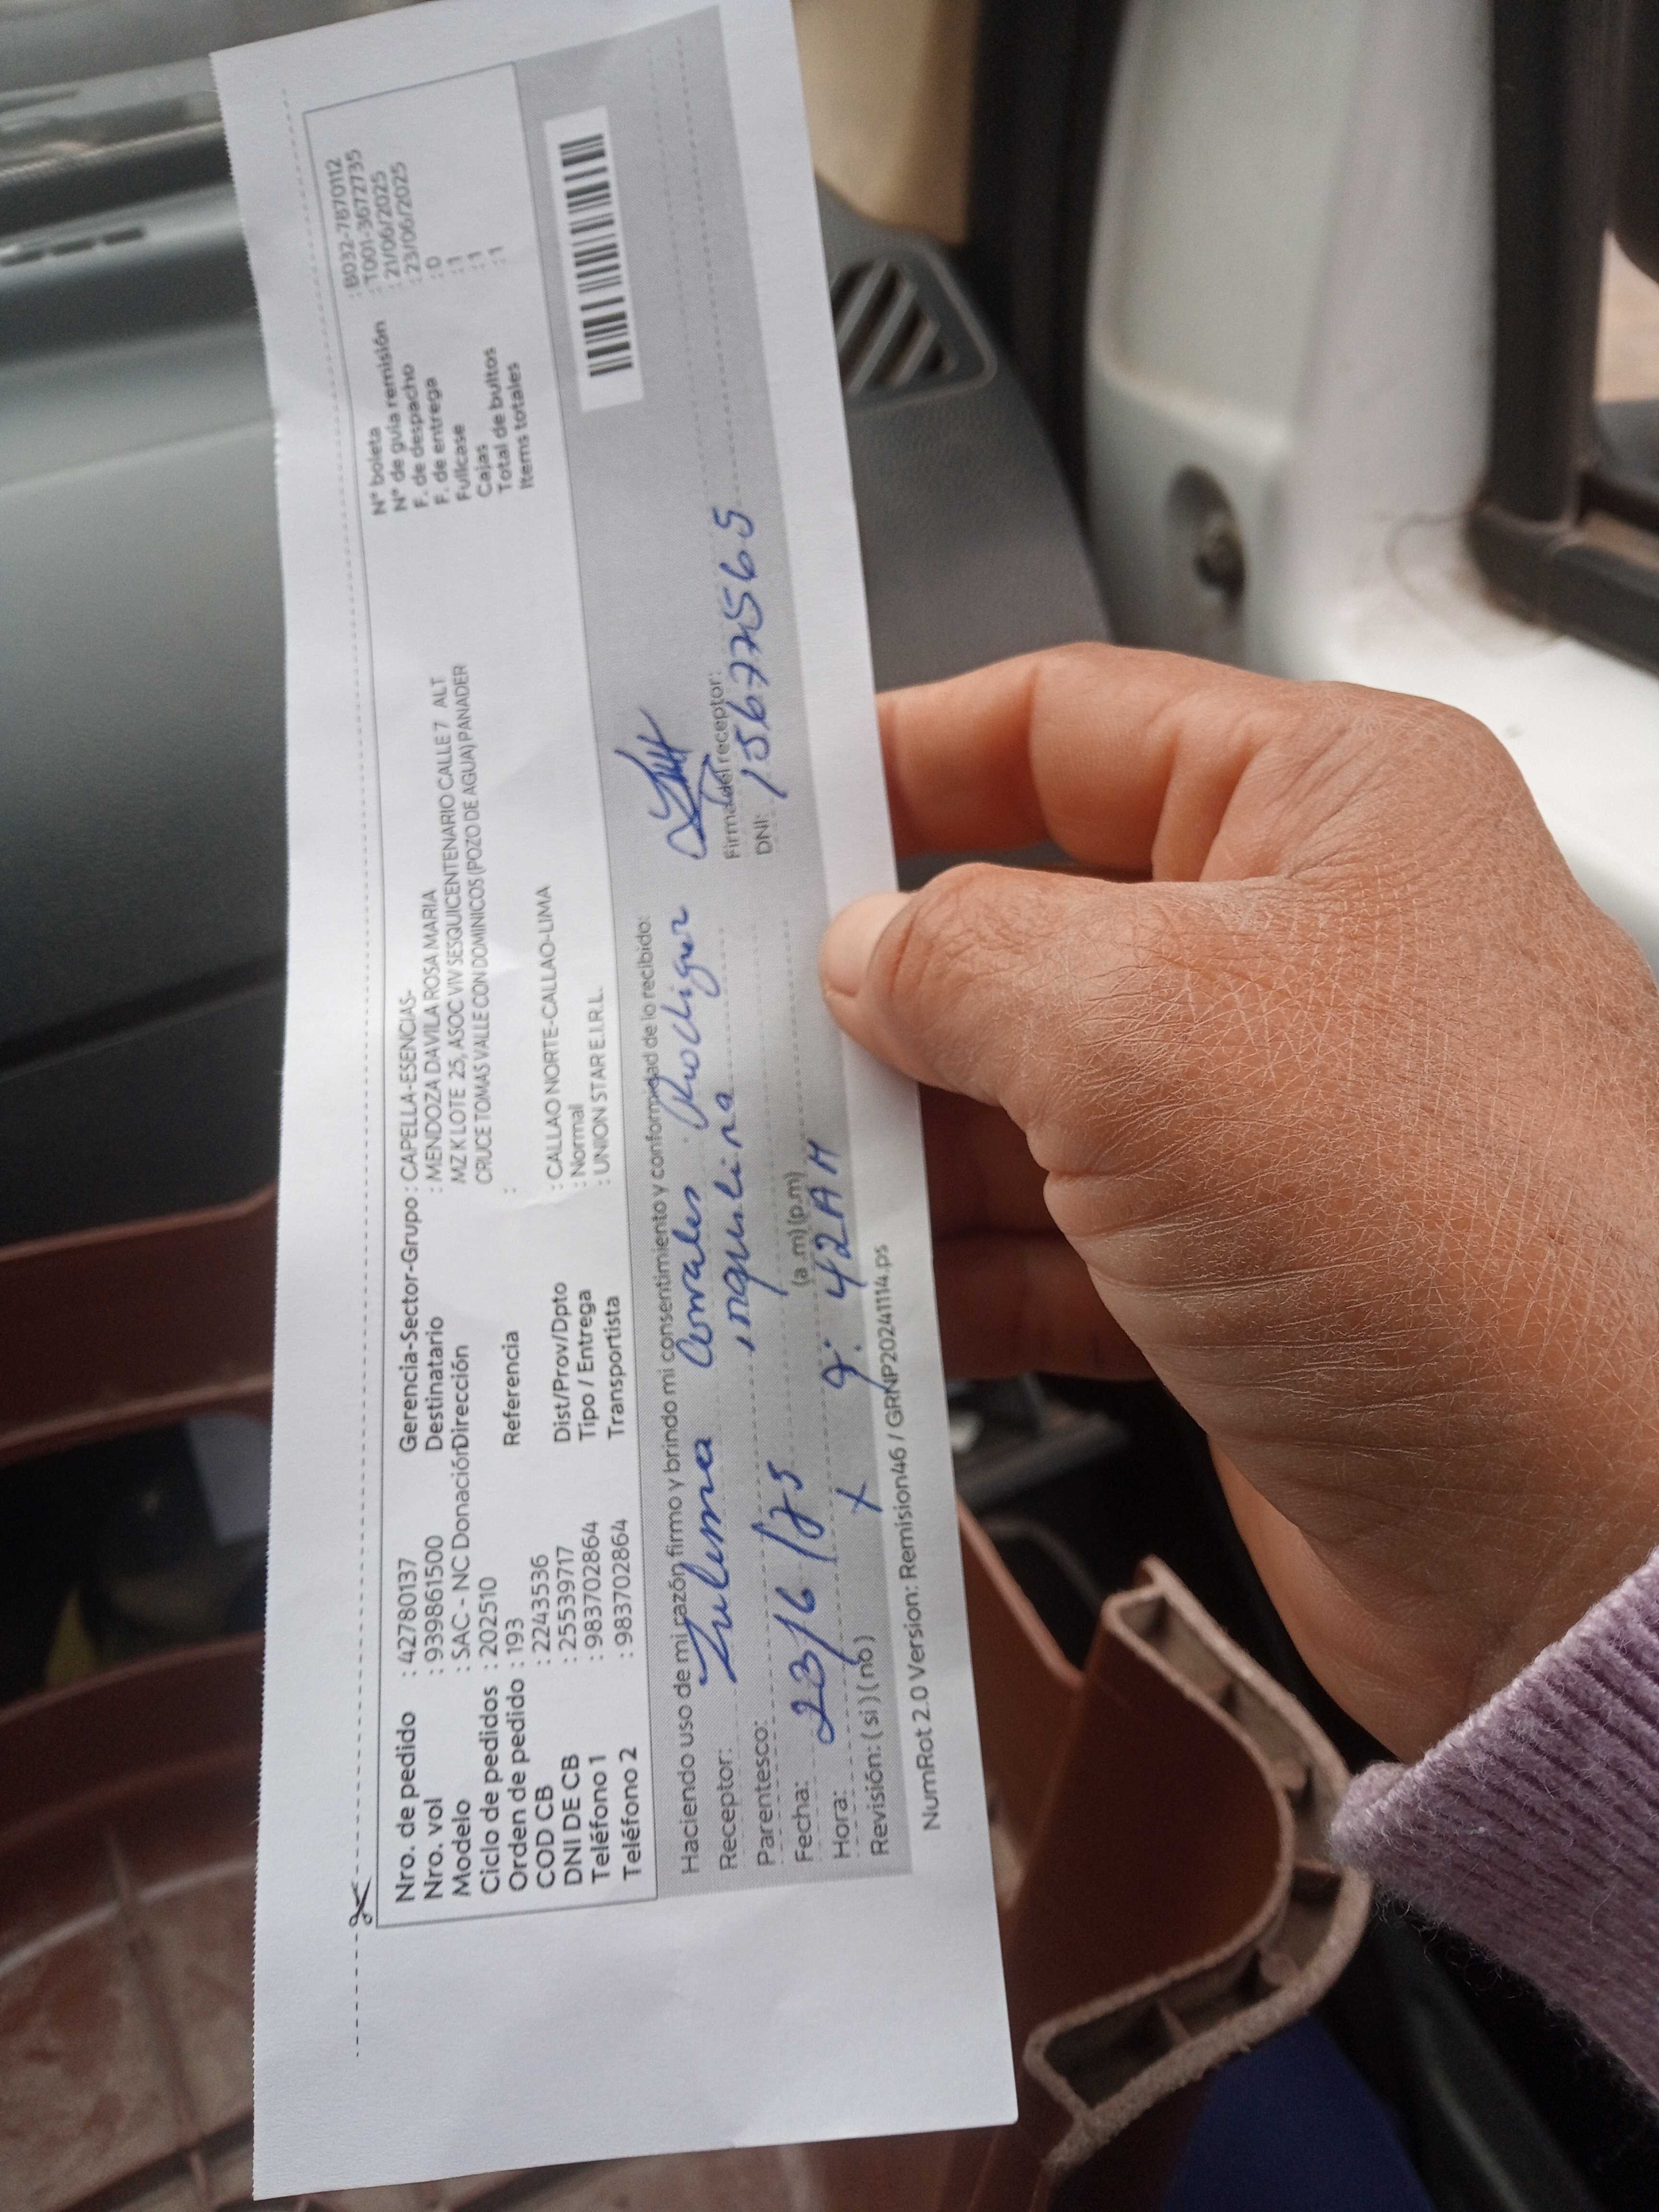 Nro. de pedido : 42780137
Nro. vol : 939861500
Modelo : SAC - NC Donación
Ciclo de pedidos : 202510
Orden de pedido : 193
COD CB : 2243536
DNI DE CB : 25539717
Teléfono 1 : 983702864
Teléfono 2 : 983702864
Gerencia-Sector-Grupo : CAPELLA-ESENCIAS-
Destinatario : MENDOZA DAVILA ROSA MARIA
Dirección MZ K LOTE 25, ASOC VIV SESQUICENTENARIO CALLE 7 ALT
CRUCE TOMAS VALLE CON DOMINICOS (POZO DE AGUA) PANADER
Referencia :
Dist/Prov/Dpto : CALLAO NORTE-CALLAO-LIMA
Tipo / Entrega : Normal
Transportista : UNION STAR E.I.R.L.
N° boleta : B032-7870112
N° de guía remisión : T001-3672735
F. de despacho : 21/06/2025
F. de entrega : 23/06/2025
Fullcase : 0
Cajas : 1
Total de bultos : 1
Items totales : 1
Haciendo uso de mi razón firmo y brindo mi consentimiento y conformidad de lo recibido:
Receptor: Zulema
Parentesco: inquilina
Fecha: 23/6/25
Hora: 9:42 AM (a.m) (p.m)
Revisión: ( si ) ( no ) x
Firma del receptor:
DNI: 15677565
NumRot 2.0 Version: Remision46 / GRNP20241114.ps